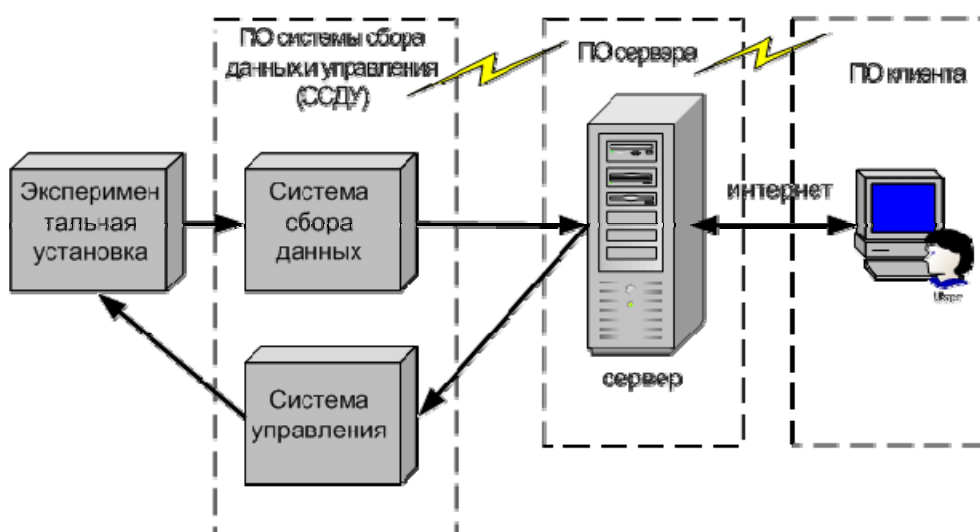 ПО системы сбора
данных и управления
(ССДУ)
ПО сервера
ПО клиента
Эксперимен
тальная
установка
Система
сбора
данных
интернет
User
сервер
Система
управления